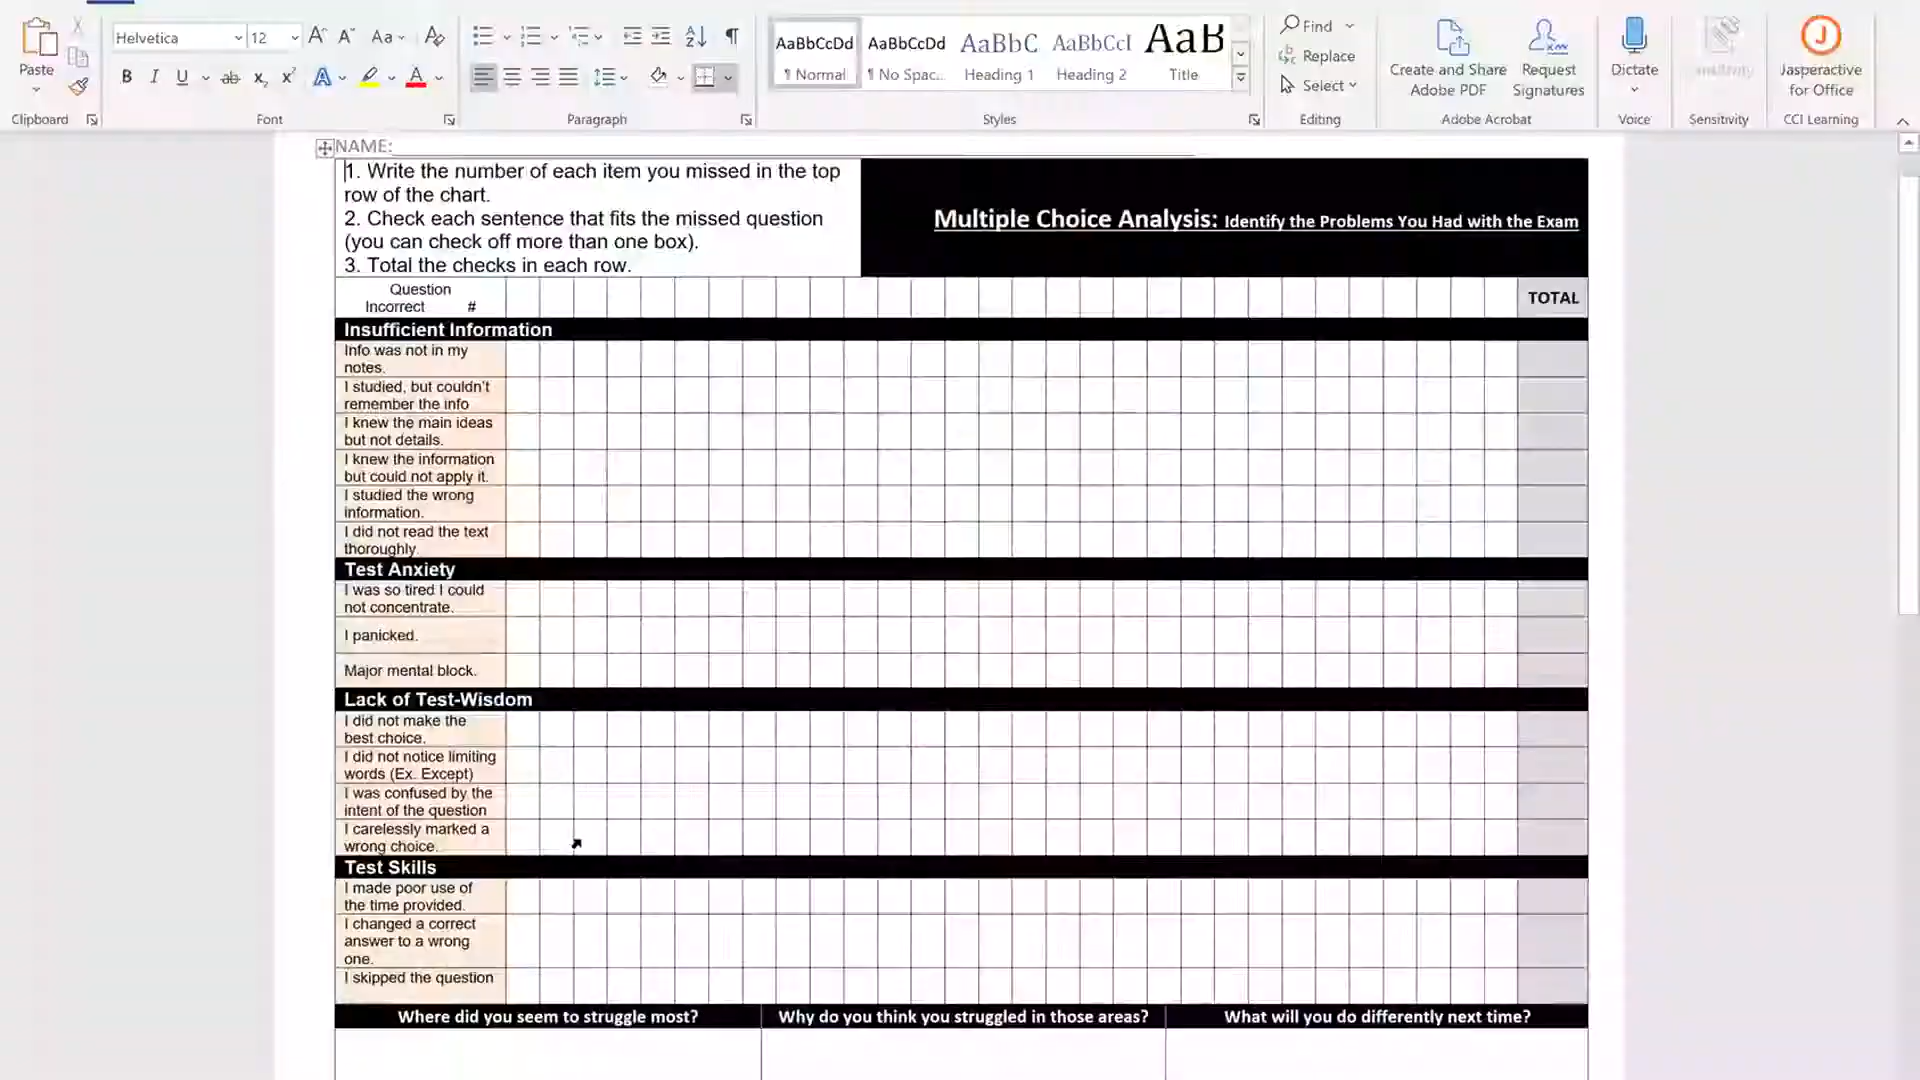 Helvetica 12 Aa
Find
AaBbCcDd AaBbCcDd AaBbC AaBbCcI AaB
Replace
Paste
B I U ab x₂ x² A A
¶ Normal ¶ No Spac... Heading 1 Heading 2 Title
Select
Create and Share Adobe PDF
Request Signatures
Dictate
Sensitivity
Jasperactive for Office
Clipboard Font Paragraph Styles Editing Adobe Acrobat Voice Sensitivity CCI Learning
NAME:
1. Write the number of each item you missed in the top
row of the chart.
2. Check each sentence that fits the missed question
(you can check off more than one box).
3. Total the checks in each row.
Multiple Choice Analysis: Identify the Problems You Had with the Exam
Question
Incorrect #
TOTAL
Insufficient Information
Info was not in my
notes.
I studied, but couldn't
remember the info
I knew the main ideas
but not details.
I knew the information
but could not apply it.
I studied the wrong
information.
I did not read the text
thoroughly.
Test Anxiety
I was so tired I could
not concentrate.
I panicked.
Major mental block.
Lack of Test-Wisdom
I did not make the
best choice.
I did not notice limiting
words (Ex. Except)
I was confused by the
intent of the question
I carelessly marked a
wrong choice.
Test Skills
I made poor use of
the time provided.
I changed a correct
answer to a wrong
one.
I skipped the question
Where did you seem to struggle most? Why do you think you struggled in those areas? What will you do differently next time?